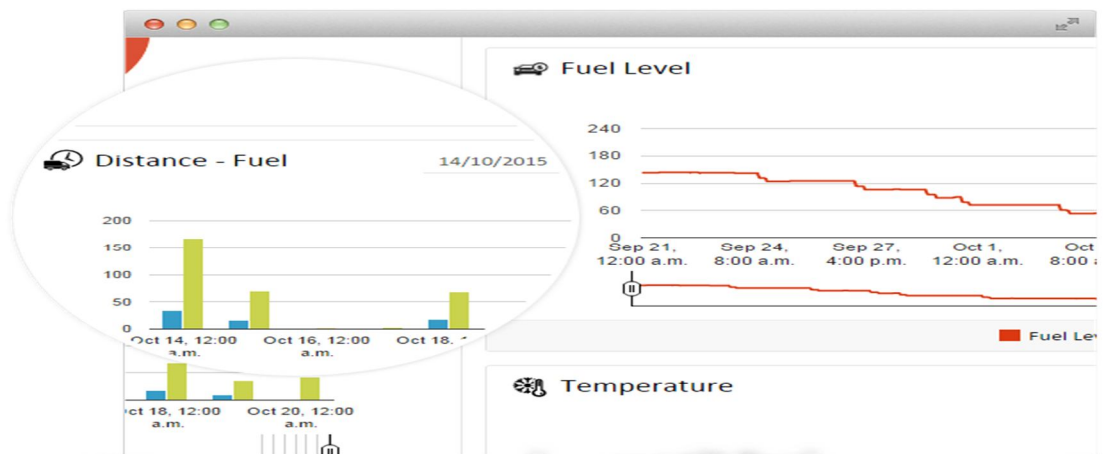 Fuel Level
240
180
120
60
0
Sep 21, 12:00 a.m.
Sep 24, 8:00 a.m.
Sep 27, 4:00 p.m.
Oct 1, 12:00 a.m.
Oct 8:00
Fuel Le
Temperature
Distance - Fuel
14/10/2015
200
150
100
50
0
Oct 14, 12:00 a.m.
Oct 16, 12:00 a.m.
Oct 18.
ct 18, 12:00 a.m.
Oct 20, 12:00 a.m.